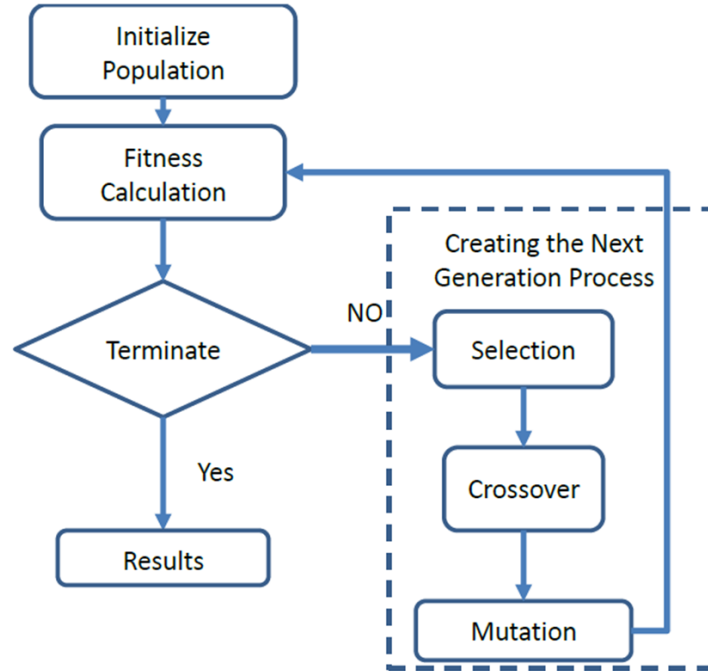 Initialize
Population
Fitness
Calculation
Creating the Next
Generation Process
NO
Terminate
Selection
Yes
Crossover
Results
Mutation